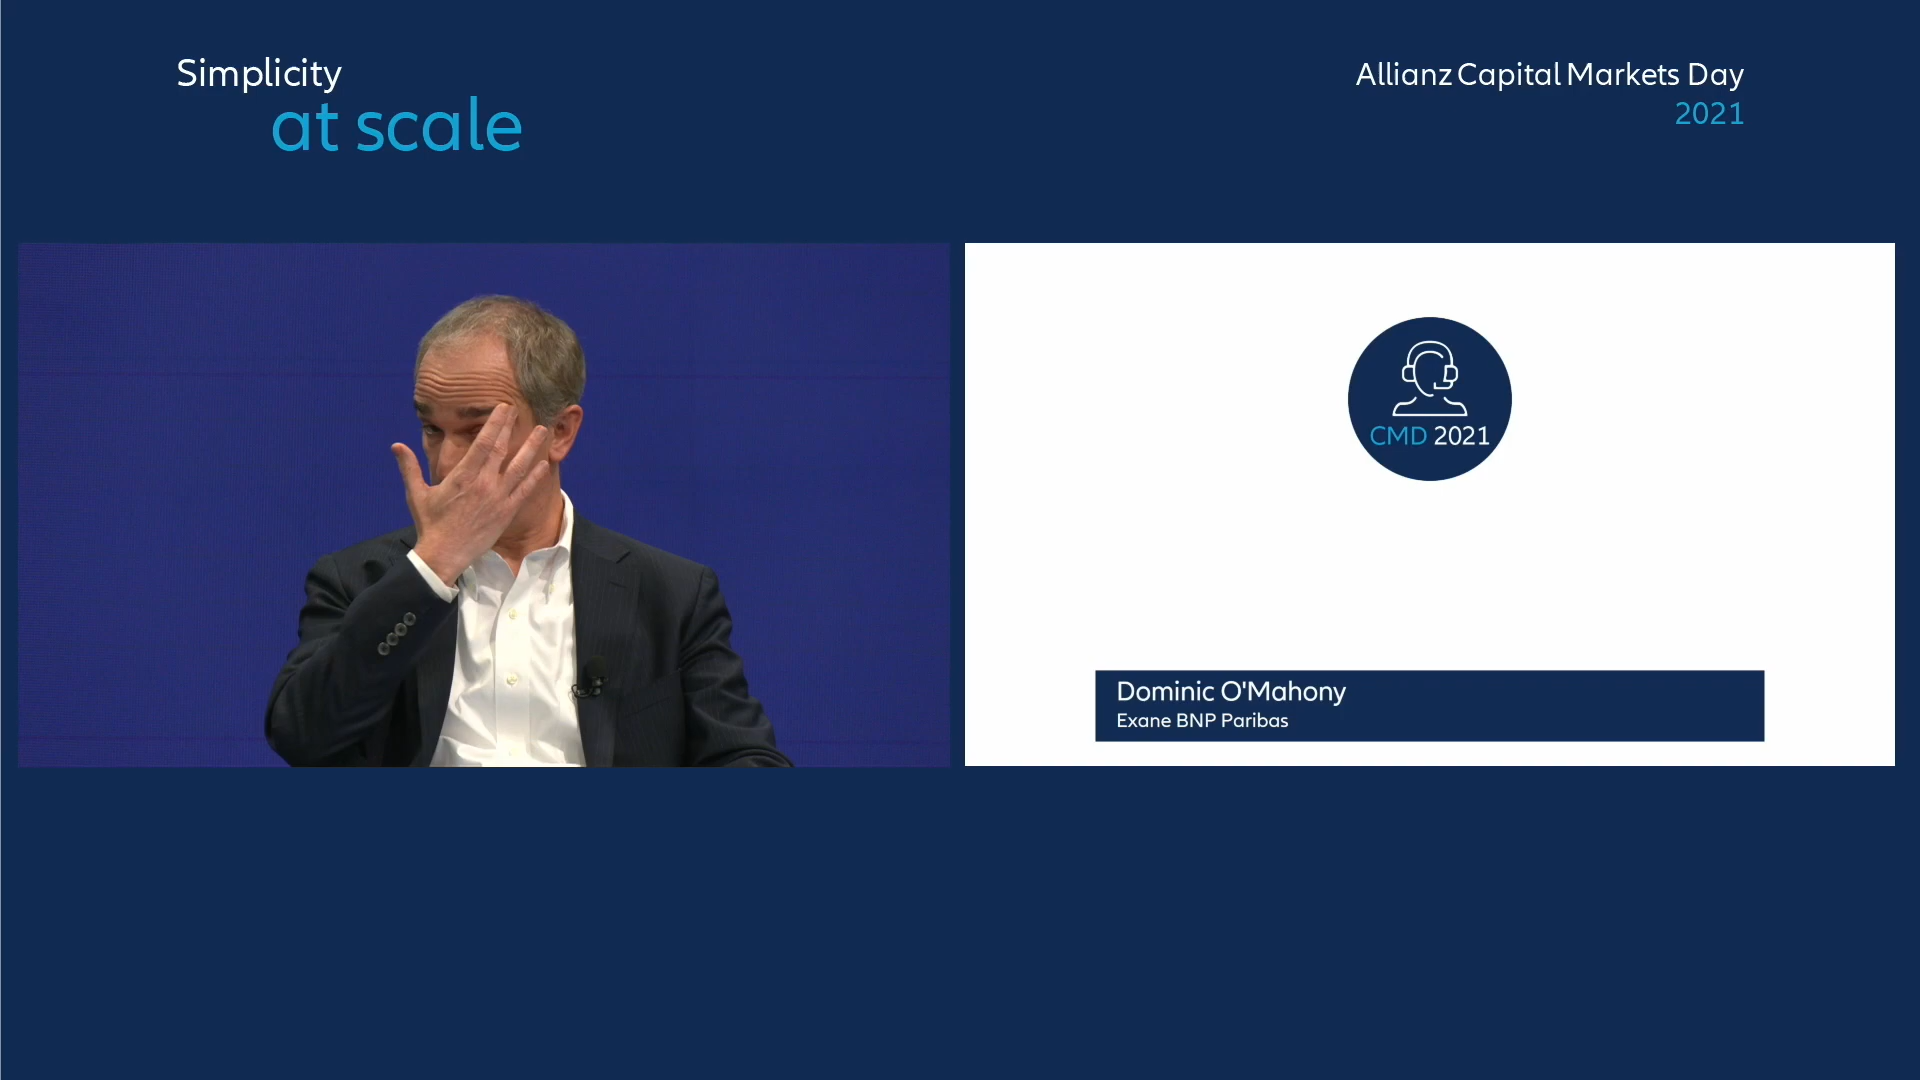 Simplicity
at scale
Allianz Capital Markets Day
2021
CMD 2021
Dominic O'Mahony
Exane BNP Paribas